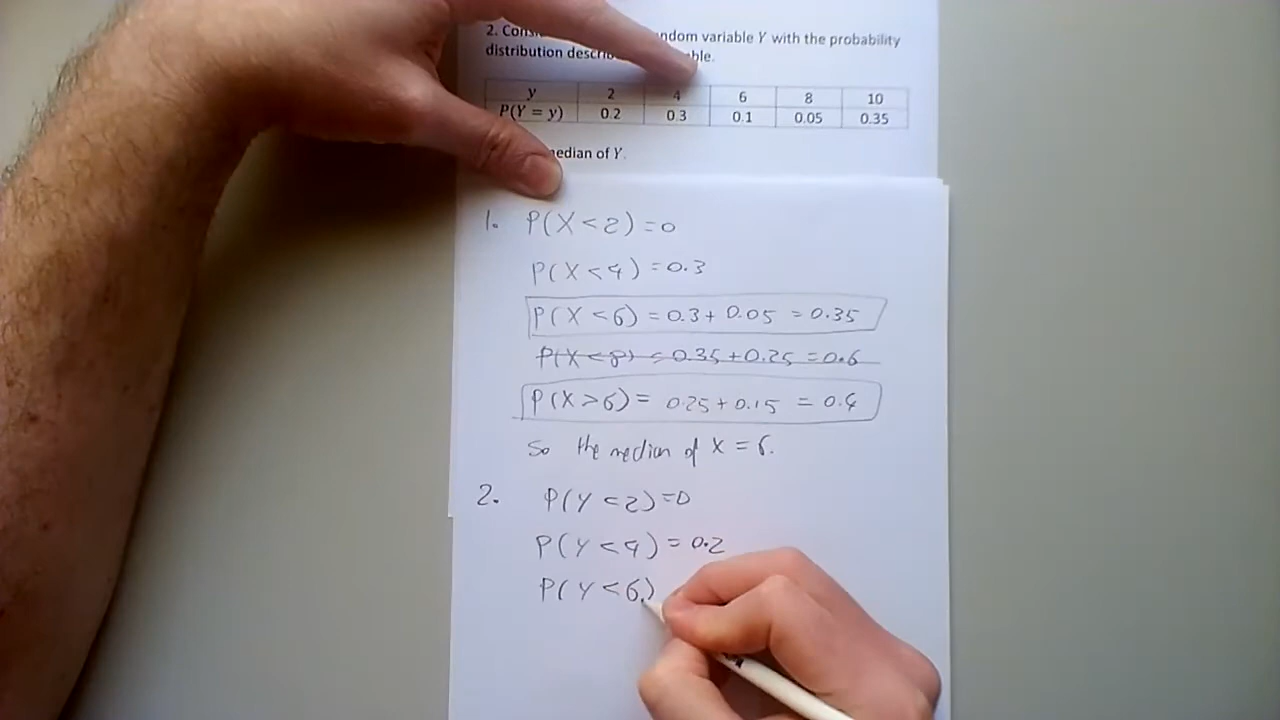 2. ndom variable Y with the probability
distribution
y 2 4 6 8 10
P(Y = y) 0.2 0.3 0.1 0.05 0.35
edian of Y.
1. P(X < 2) = 0
P(X < 4) = 0.3
P(X < 6) = 0.3 + 0.05 = 0.35
P(X < 8) = 0.35 + 0.25 = 0.6
P(X > 6) = 0.25 + 0.15 = 0.4
So the median of X = 6.
2. P(Y < 2) = 0
P(Y < 4) = 0.2
P(Y < 6)